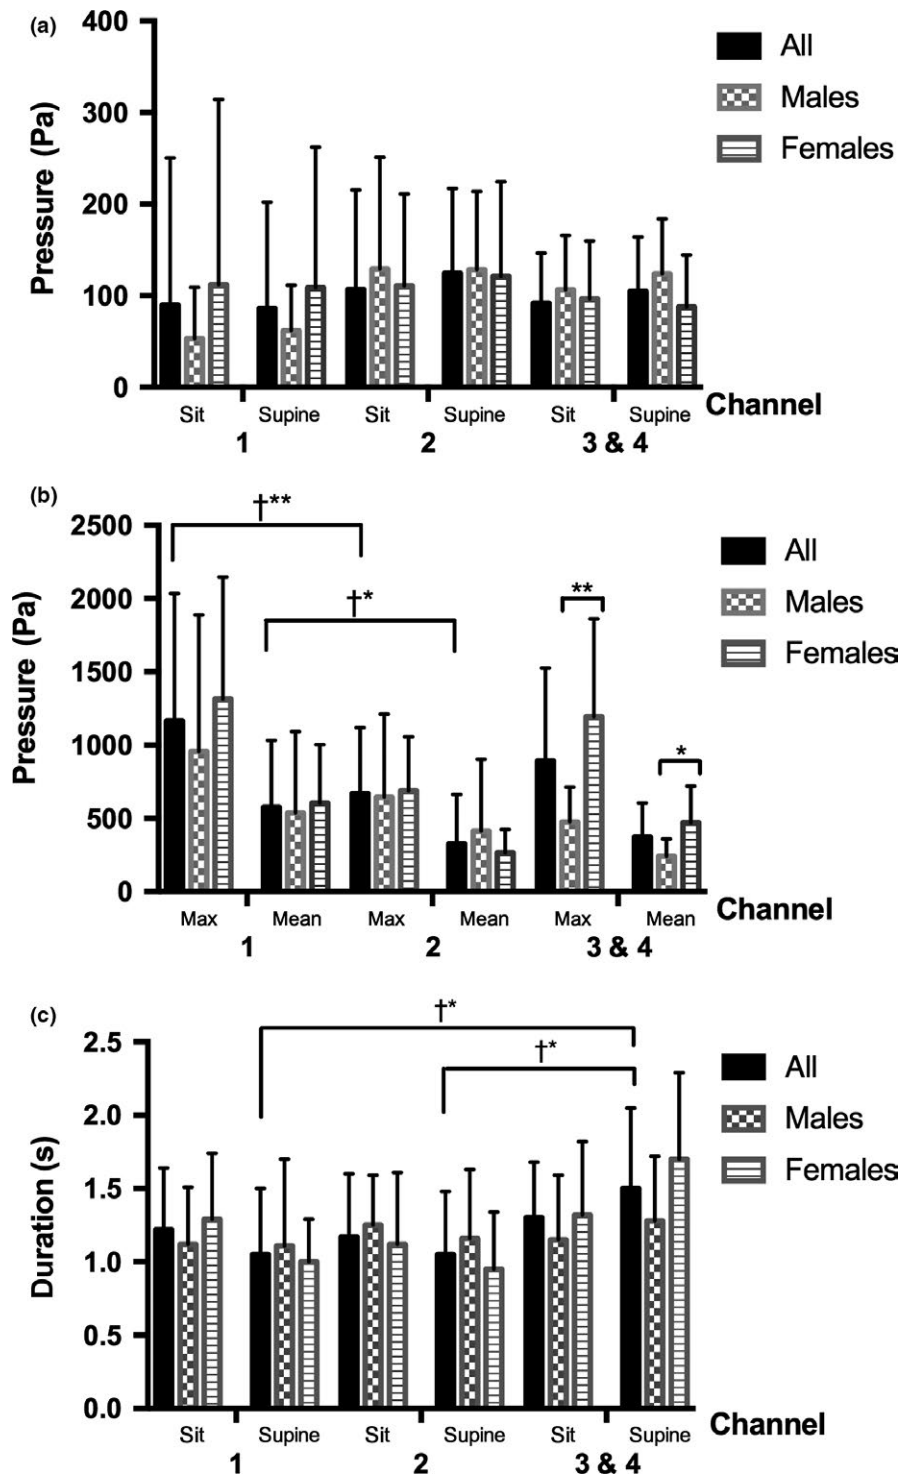 (a)
400
300
200
100
0
Pressure (Pa)
All
Males
Females
Sit Supine Sit Supine Sit Supine
Channel
1 2 3 & 4
(b)
†**
†*
**
*
2500
2000
1500
1000
500
0
Pressure (Pa)
All
Males
Females
Max Mean Max Mean Max Mean
Channel
1 2 3 & 4
(c)
†*
†*
2.5
2.0
1.5
1.0
0.5
0.0
Duration (s)
All
Males
Females
Sit Supine Sit Supine Sit Supine
Channel
1 2 3 & 4